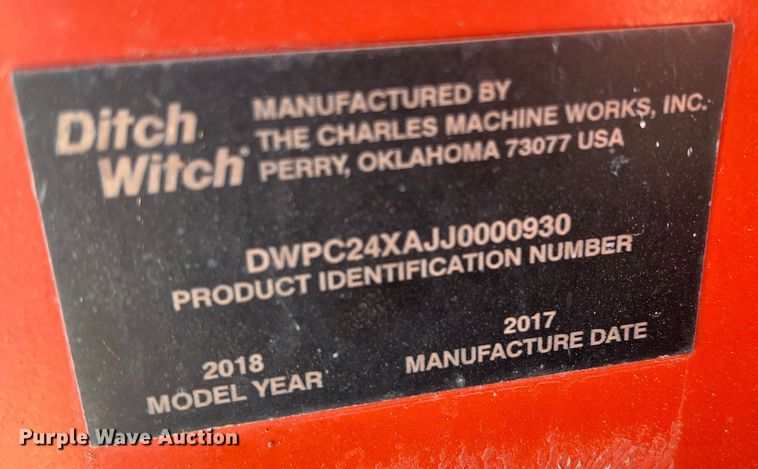 Ditch
Witch®
MANUFACTURED BY
THE CHARLES MACHINE WORKS, INC.
PERRY, OKLAHOMA 73077 USA
DWPC24XAJJ0000930
PRODUCT IDENTIFICATION NUMBER
2018
MODEL YEAR
2017
MANUFACTURE DATE
Purple Wave Auction